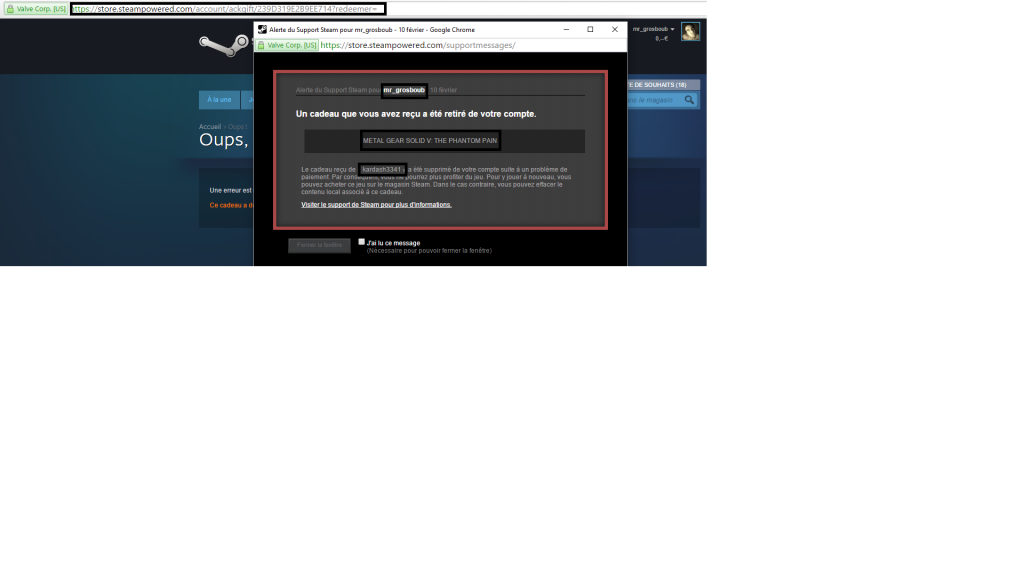 Valve Corp. [US] https://store.steampowered.com/account/ackgift/239D319E2B9EE714?redeemer=
Alerte du Support Steam pour mr_grosboub - 10 février - Google Chrome
Valve Corp. [US] https://store.steampowered.com/supportmessages/
mr_grosboub
0,--€
E DE SOUHAITS (18)
À la une
le magasin
Accueil > Oups !
Oups,
Une erreur est
Ce cadeau a d
Alerte du Support Steam pour mr_grosboub 10 février
Un cadeau que vous avez reçu a été retiré de votre compte.
METAL GEAR SOLID V: THE PHANTOM PAIN
Le cadeau reçu de kardash3341 a été supprimé de votre compte suite à un problème de
paiement. Par conséquent, vous ne pourrez plus profiter du jeu. Pour y jouer à nouveau, vous
pouvez acheter ce jeu sur le magasin Steam. Dans le cas contraire, vous pouvez effacer le
contenu local associé à ce cadeau.
Visiter le support de Steam pour plus d'informations.
Fermer la fenêtre
J'ai lu ce message
(Nécessaire pour pouvoir fermer la fenêtre)